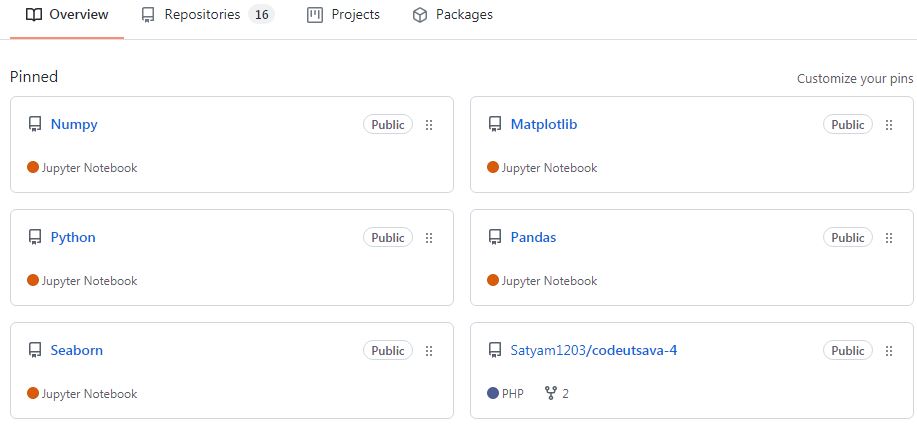 Overview Repositories 16 Projects Packages
Pinned Customize your pins
Numpy Public
Jupyter Notebook
Matplotlib Public
Jupyter Notebook
Python Public
Jupyter Notebook
Pandas Public
Jupyter Notebook
Seaborn Public
Jupyter Notebook
Satyam1203/codeutsava-4 Public
PHP 2